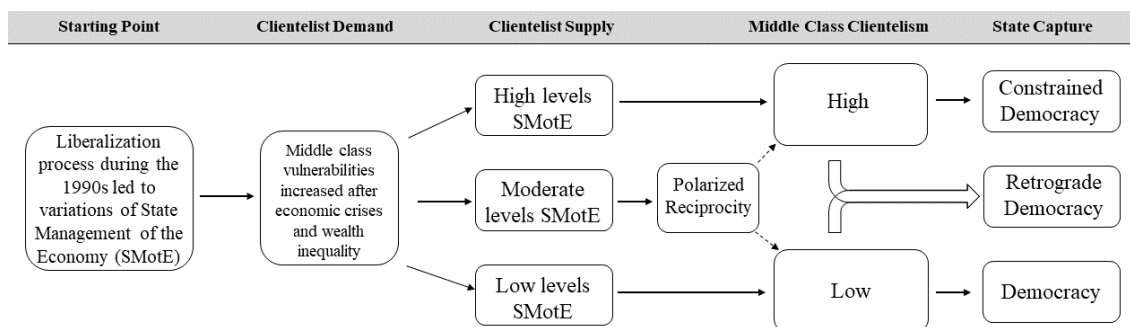 Starting Point
Clientelist Demand
Clientelist Supply
Middle Class Clientelism
State Capture
Liberalization
process during the
1990s led to
variations of State
Management of the
Economy (SMotE)
Middle class
vulnerabilities
increased after
economic crises
and wealth
inequality
High levels
SMotE
Moderate
levels SMotE
Low levels
SMotE
Polarized
Reciprocity
High
Low
Constrained
Democracy
Retrograde
Democracy
Democracy